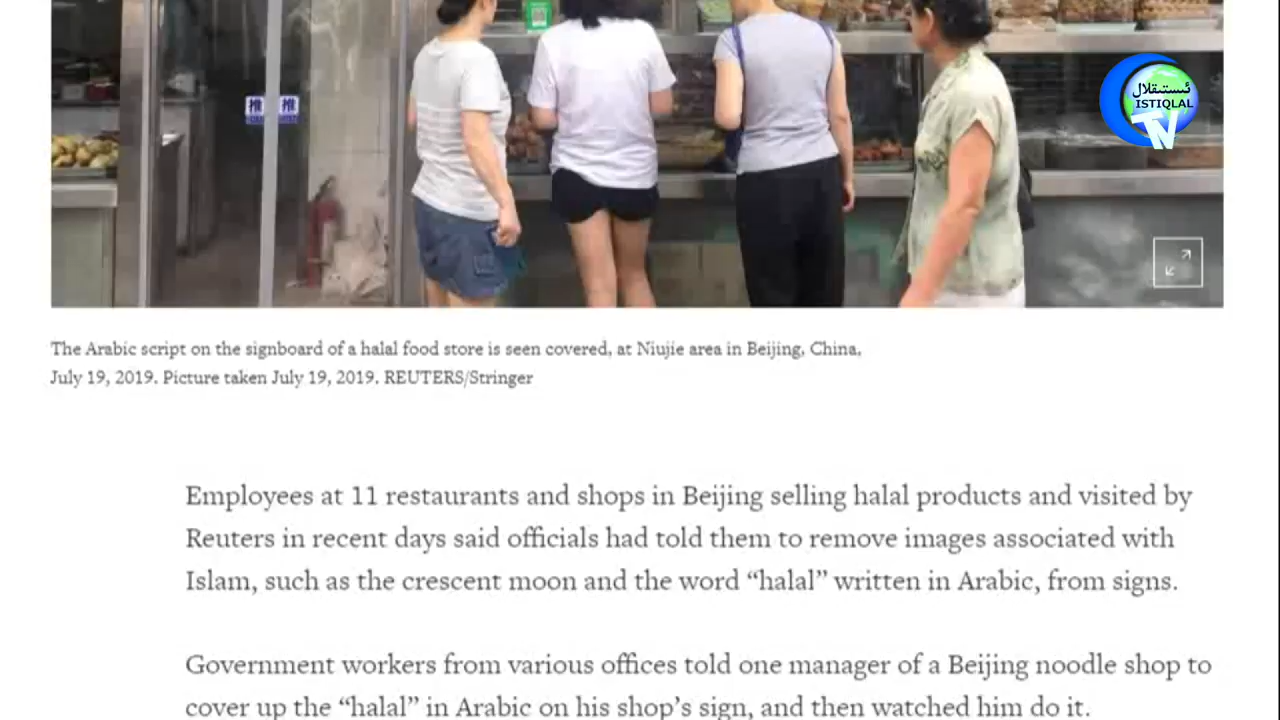 推 推
ئستقلال
ISTIQLAL
TV
The Arabic script on the signboard of a halal food store is seen covered, at Niujie area in Beijing, China,
July 19, 2019. Picture taken July 19, 2019. REUTERS/Stringer
Employees at 11 restaurants and shops in Beijing selling halal products and visited by
Reuters in recent days said officials had told them to remove images associated with
Islam, such as the crescent moon and the word “halal” written in Arabic, from signs.
Government workers from various offices told one manager of a Beijing noodle shop to
cover up the “halal” in Arabic on his shop’s sign, and then watched him do it.